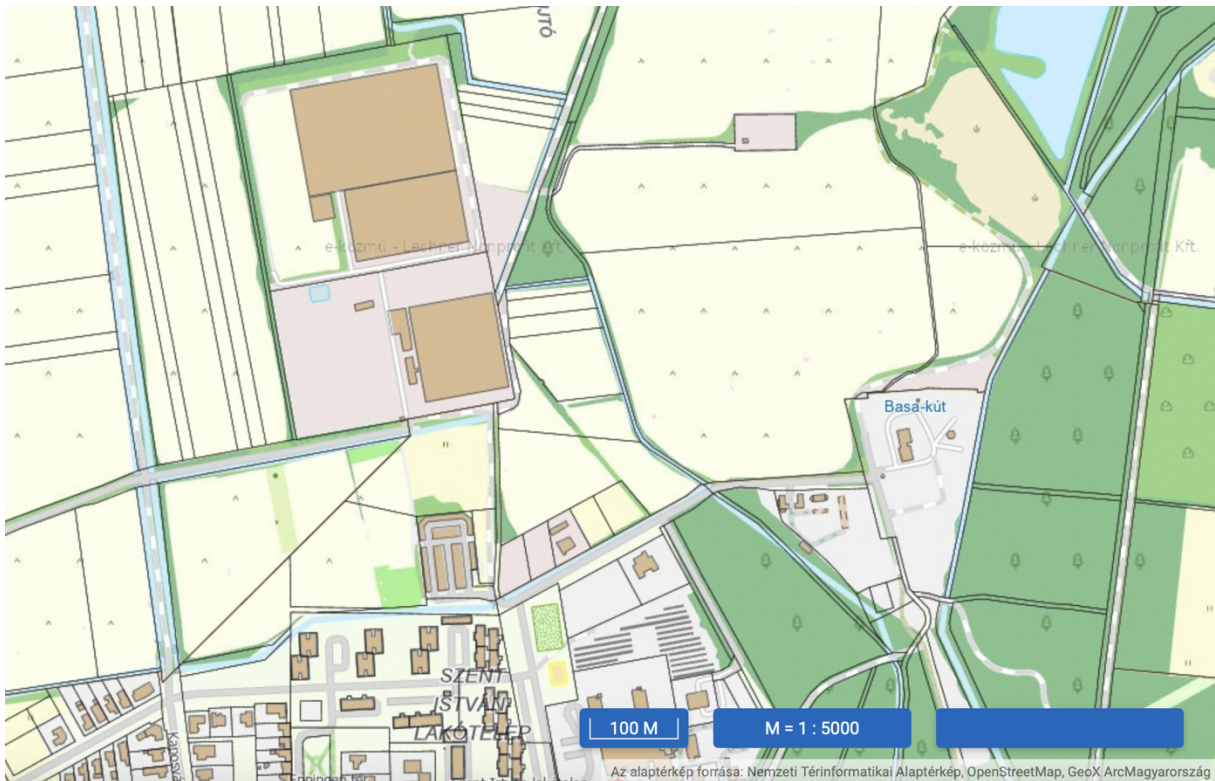 JTÓ
e-közmű - Lechner Nonprofit Kft.
e-közmű - Lechner Nonprofit Kft.
Basa-kút
SZENT
ISTVÁN
LAKÓTELEP
100 M
M = 1 : 5000
Az alaptérkép forrása: Nemzeti Térinformatikai Alaptérkép, OpenStreetMap, GeoX ArcMagyarország